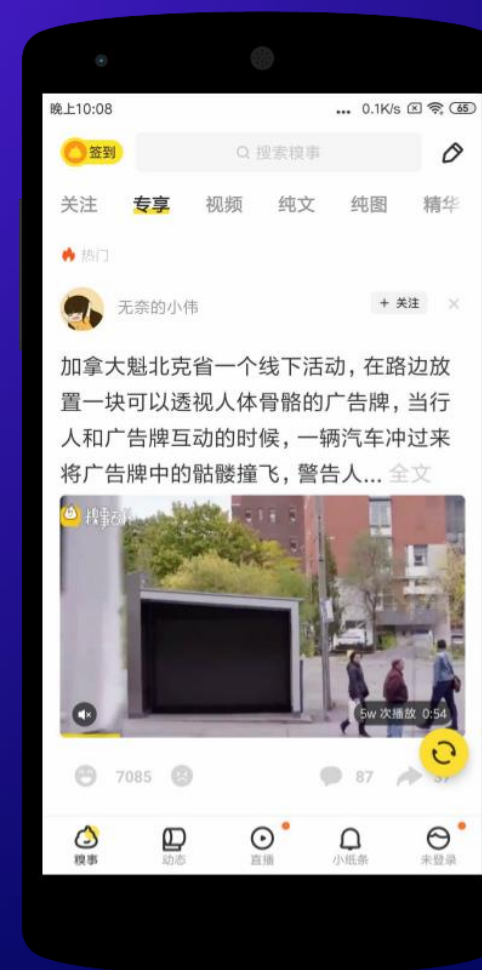 晚上10:08
... 0.1K/s 65
签到
搜索糗事
关注 专享 视频 纯文 纯图 精华
热门
无奈的小伟
+ 关注
加拿大魁北克省一个线下活动，在路边放
置一块可以透视人体骨骼的广告牌，当行
人和广告牌互动的时候，一辆汽车冲过来
将广告牌中的骷髅撞飞，警告人... 全文
糗事百科
5w 次播放 0:54
7085 87
糗事 动态 直播 小纸条 未登录